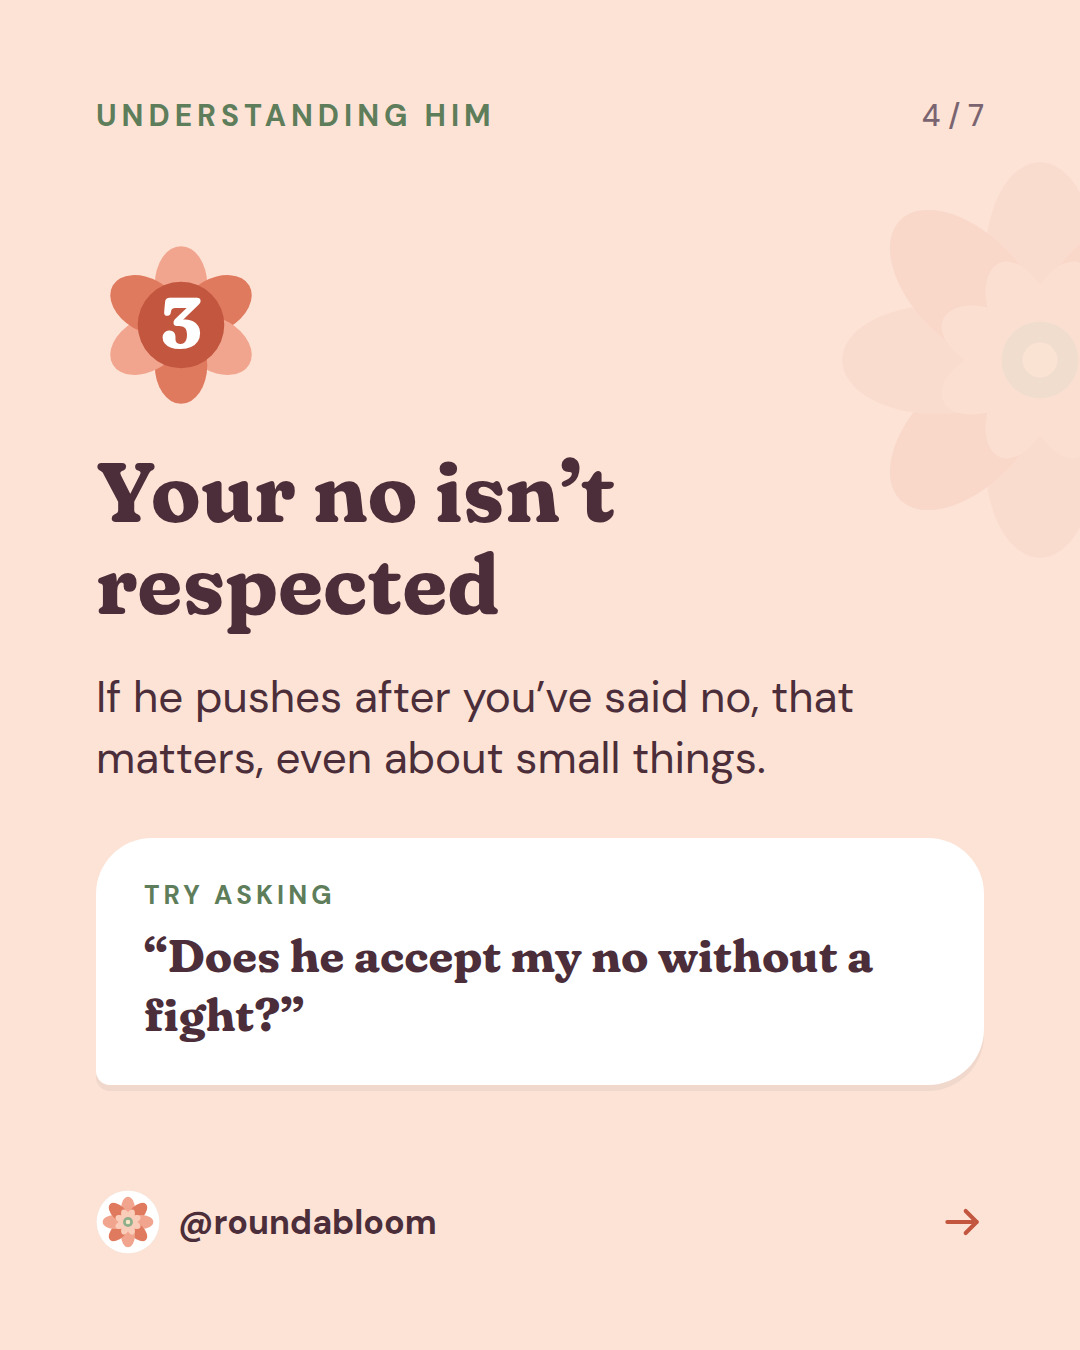 UNDERSTANDING HIM
4 / 7
3
Your no isn’t
respected
If he pushes after you’ve said no, that
matters, even about small things.
TRY ASKING
“Does he accept my no without a
fight?”
@roundabloom